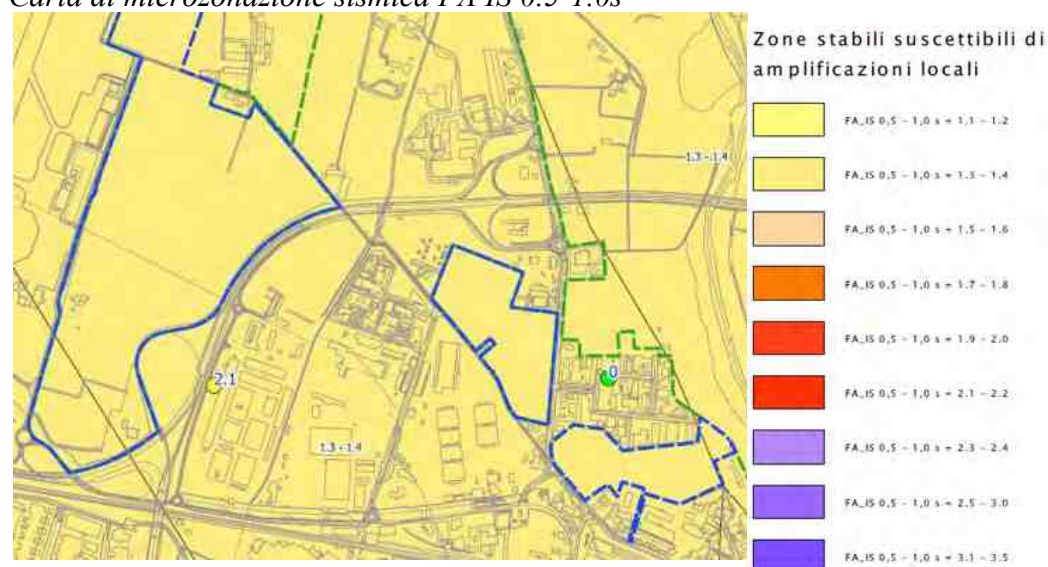 Carta di microzonazione sismica FA IS 0.5-1.0s
Zone stabili suscettibili di
amplificazioni locali
FA_IS 0,5 - 1,0 s = 1.1 - 1.2
FA_IS 0,5 - 1,0 s = 1.3 - 1.4
FA_IS 0,5 - 1,0 s = 1.5 - 1.6
FA_IS 0,5 - 1,0 s = 1.7 - 1.8
FA_IS 0,5 - 1,0 s = 1.9 - 2.0
FA_IS 0,5 - 1,0 s = 2.1 - 2.2
FA_IS 0,5 - 1,0 s = 2.3 - 2.4
FA_IS 0,5 - 1,0 s = 2.5 - 3.0
FA_IS 0,5 - 1,0 s = 3.1 - 3.5
1.3 - 1.4
0
2.1
1.3 - 1.4